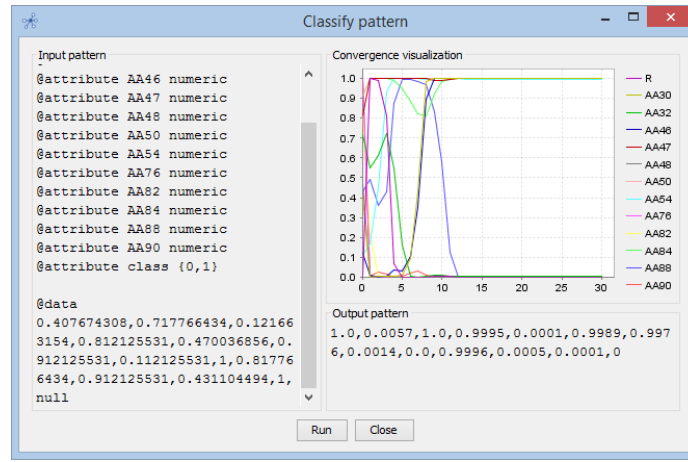 Classify pattern
Input pattern
@attribute AA46 numeric
@attribute AA47 numeric
@attribute AA48 numeric
@attribute AA50 numeric
@attribute AA54 numeric
@attribute AA76 numeric
@attribute AA82 numeric
@attribute AA84 numeric
@attribute AA88 numeric
@attribute AA90 numeric
@attribute class {0,1}
@data
0.407674308,0.717766434,0.12166
3154,0.812125531,0.470036856,0.
912125531,0.112125531,1,0.81776
6434,0.912125531,0.431104494,1,
null
Convergence visualization
1.0
0.9
0.8
0.7
0.6
0.5
0.4
0.3
0.2
0.1
0.0
0 5 10 15 20 25 30
R
AA30
AA32
AA46
AA47
AA48
AA50
AA54
AA76
AA82
AA84
AA88
AA90
Output pattern
1.0,0.0057,1.0,0.9995,0.0001,0.9989,0.997
6,0.0014,0.0,0.9996,0.0005,0.0001,0
Run Close